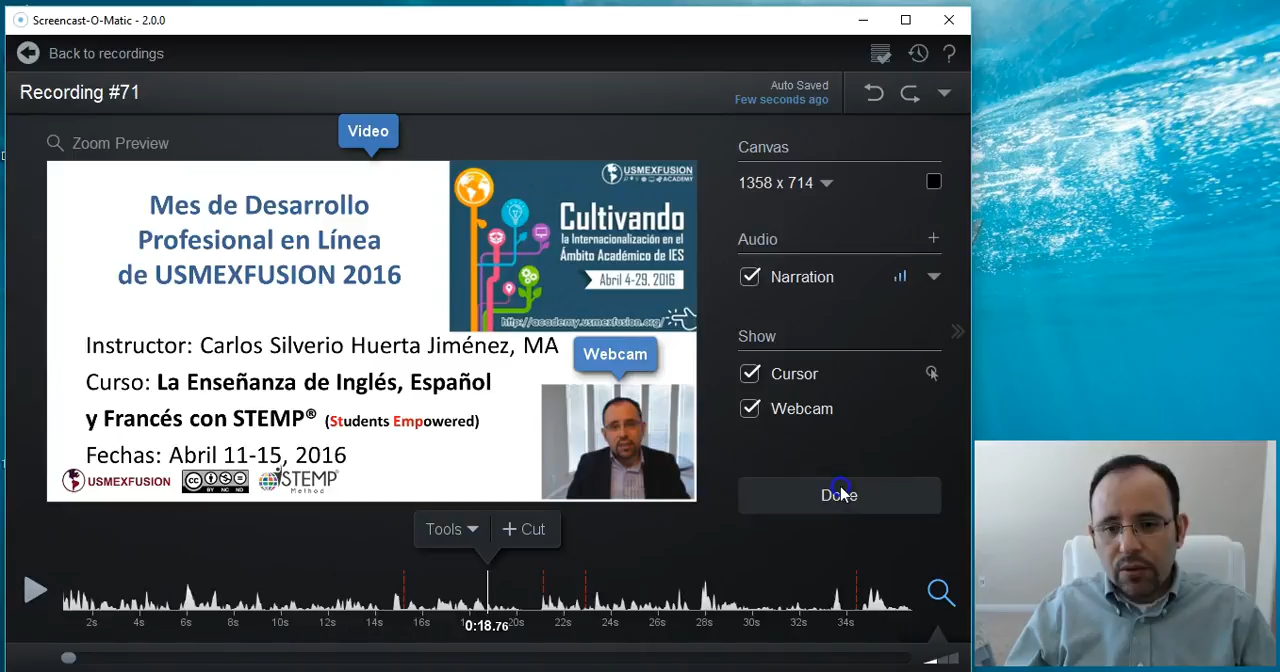 Screencast-O-Matic - 2.0.0
Back to recordings
Recording #71
Auto Saved
Few seconds ago
Zoom Preview
Video
Mes de Desarrollo
Profesional en Línea
de USMEXFUSION 2016
USMEXFUSION
ACADEMY
Cultivando
la Internacionalización en el
Ámbito Académico de IES
Abril 4-29, 2016
http://academy.usmexfusion.org/
Instructor: Carlos Silverio Huerta Jiménez, MA
Webcam
Curso: La Enseñanza de Inglés, Español
y Francés con STEMP® (Students Empowered)
Fechas: Abril 11-15, 2016
USMEXFUSION
BY NC ND
STEMP
Method
Canvas
1358 x 714
Audio
Narration
Show
Cursor
Webcam
Done
Tools
+ Cut
2s 4s 6s 8s 10s 12s 14s 16s 20s 22s 24s 26s 28s 30s 32s 34s
0:18.76